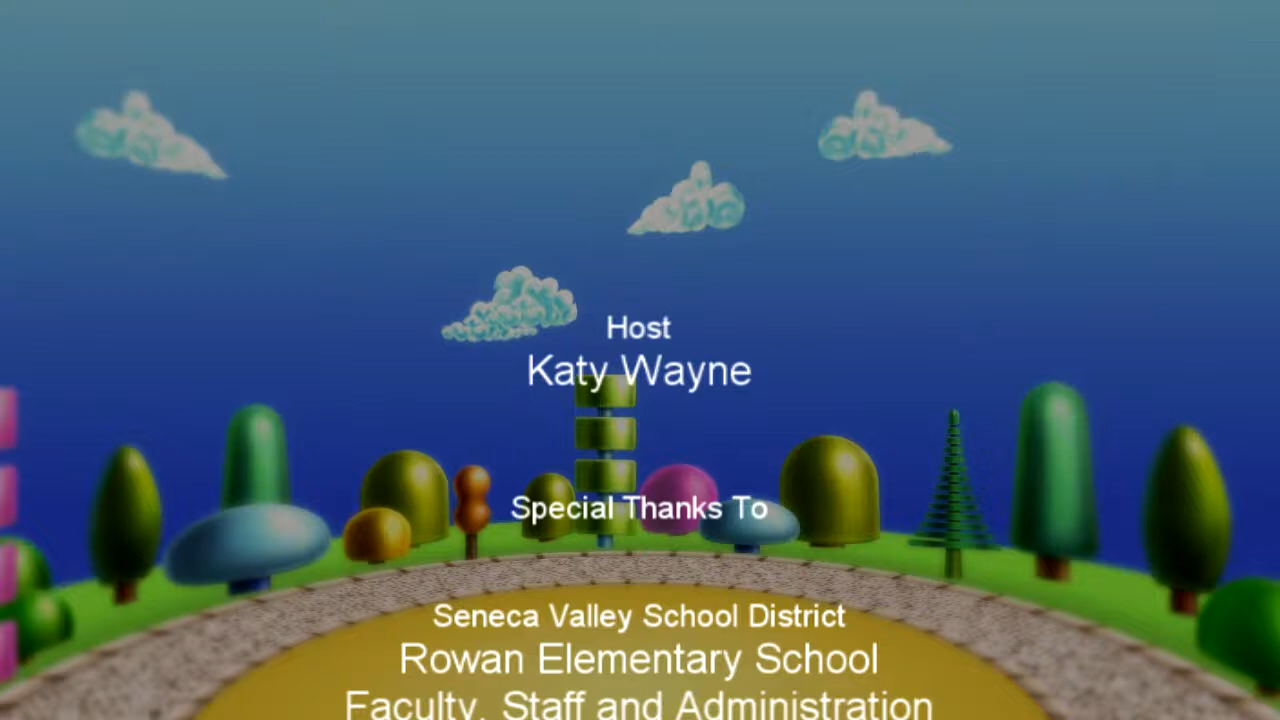 Host
Katy Wayne
Special Thanks To
Seneca Valley School District
Rowan Elementary School
Faculty, Staff and Administration